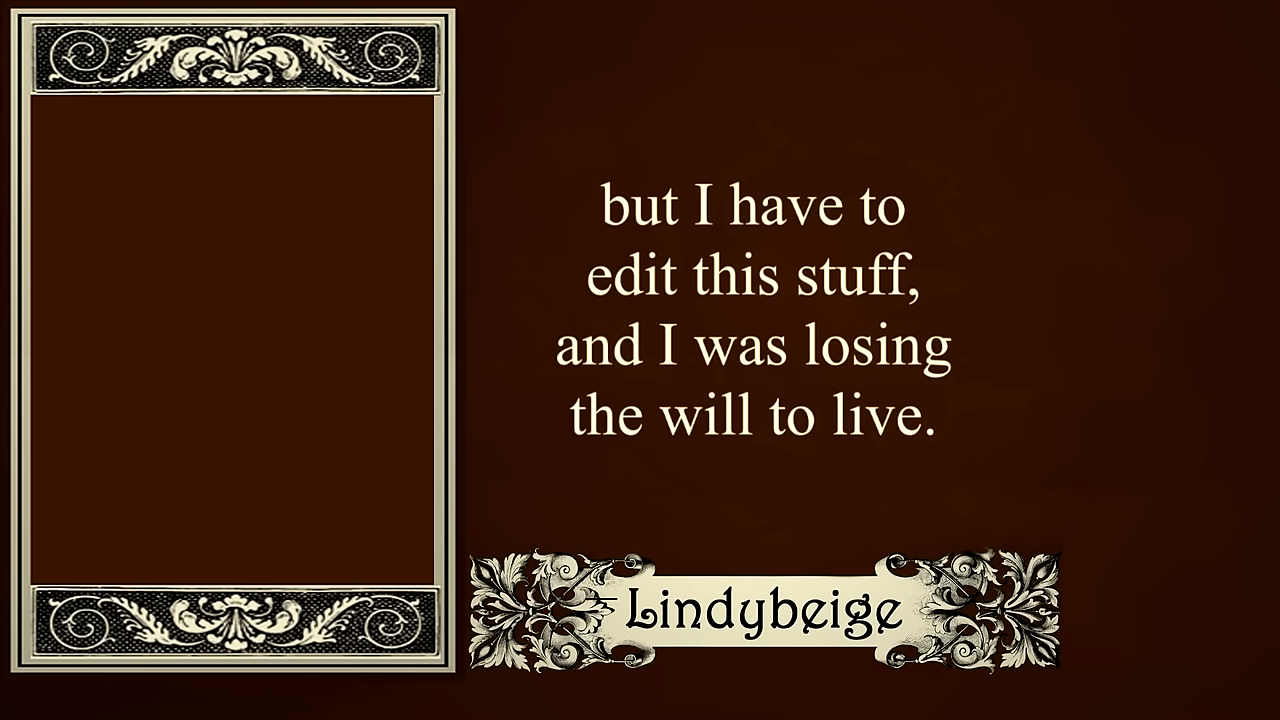 but I have to
edit this stuff,
and I was losing
the will to live.
Lindybeige